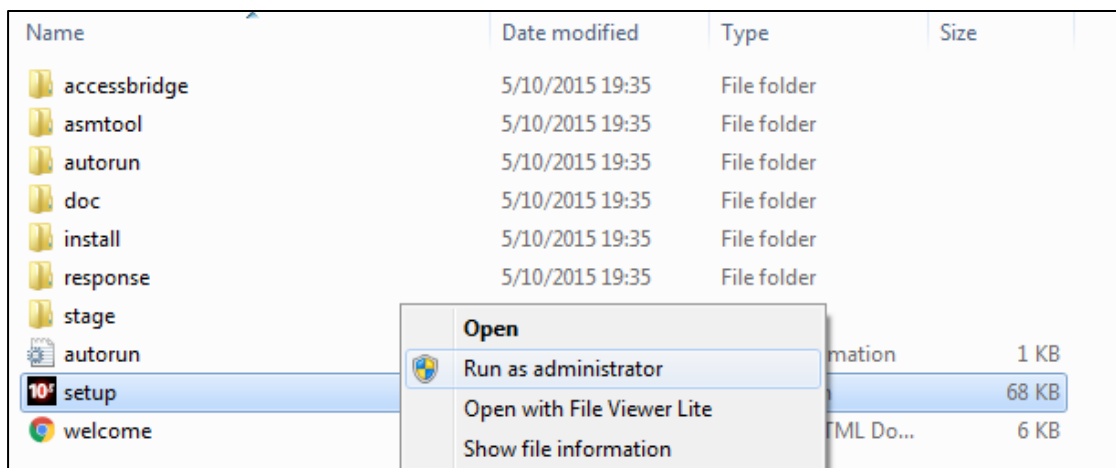 Name Date modified Type Size
accessbridge 5/10/2015 19:35 File folder
asmtool 5/10/2015 19:35 File folder
autorun 5/10/2015 19:35 File folder
doc 5/10/2015 19:35 File folder
install 5/10/2015 19:35 File folder
response 5/10/2015 19:35 File folder
stage
Open
autorun mation 1 KB
Run as administrator
10g setup 68 KB
Open with File Viewer Lite
welcome TML Do... 6 KB
Show file information